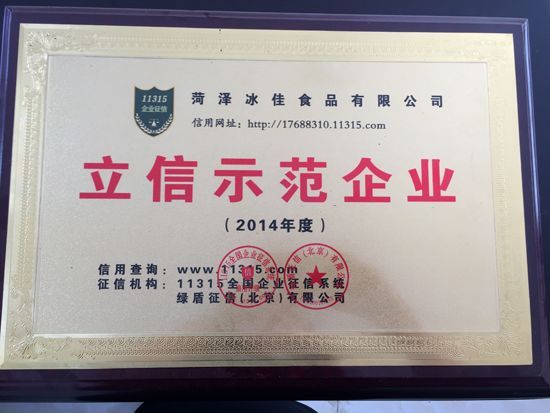 11315
企业征信
菏泽冰佳食品有限公司
信用网址：http://17688310.11315.com
立信示范企业
（2014年度）
信用查询：www.11315.com
征信机构：11315全国企业征信系统
绿盾征信(北京)有限公司